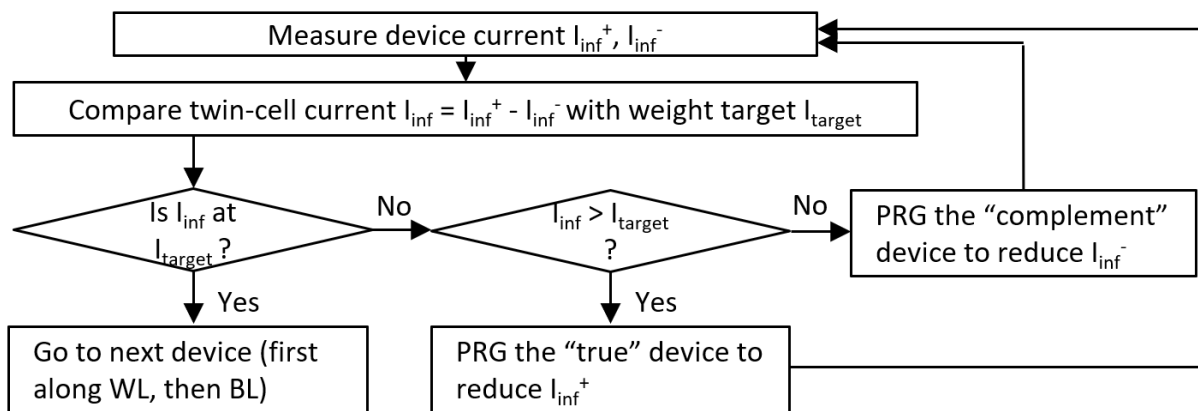 Measure device current I_inf^+, I_inf^-
Compare twin-cell current I_inf = I_inf^+ - I_inf^- with weight target I_target
Is I_inf at
I_target ?
No
I_inf > I_target
?
No
PRG the “complement”
device to reduce I_inf^-
Yes
Yes
Go to next device (first
along WL, then BL)
PRG the “true” device to
reduce I_inf^+